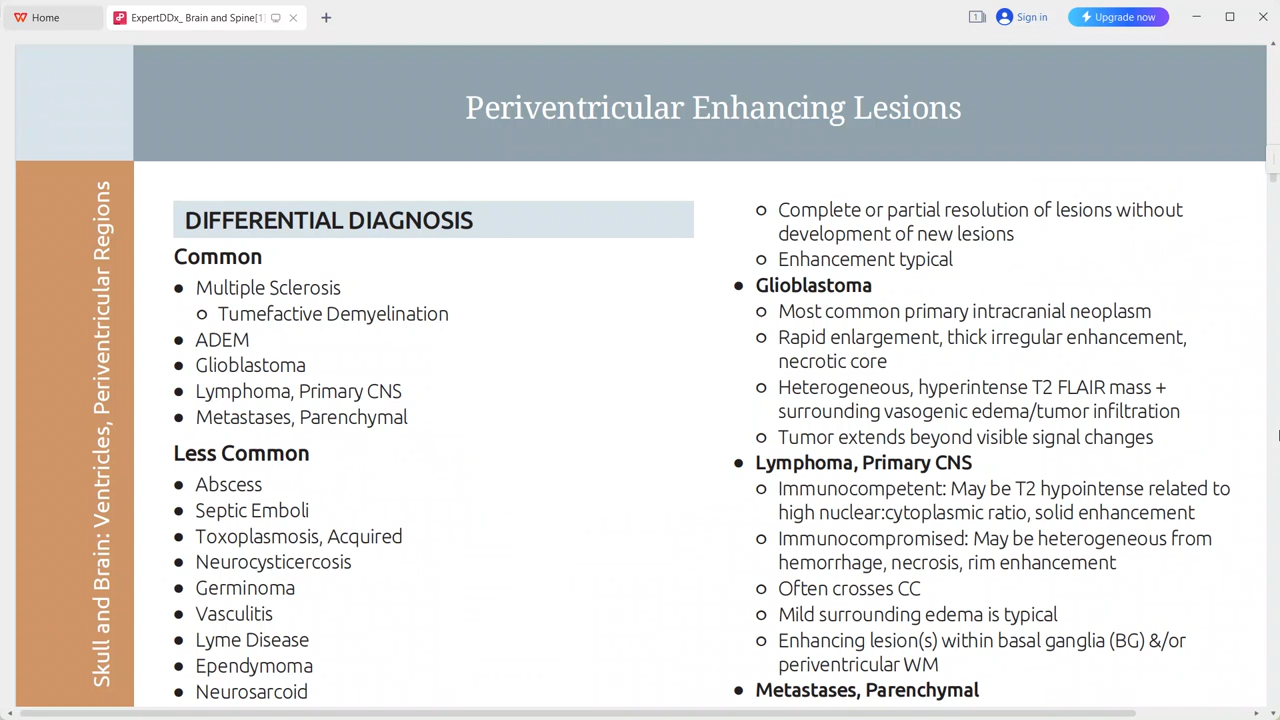 Home
ExpertDDx_ Brain and Spine[1]
1
Sign in
Upgrade now
Periventricular Enhancing Lesions
Skull and Brain: Ventricles, Periventricular Regions
DIFFERENTIAL DIAGNOSIS
Common
● Multiple Sclerosis
○ Tumefactive Demyelination
● ADEM
● Glioblastoma
● Lymphoma, Primary CNS
● Metastases, Parenchymal
Less Common
● Abscess
● Septic Emboli
● Toxoplasmosis, Acquired
● Neurocysticercosis
● Germinoma
● Vasculitis
● Lyme Disease
● Ependymoma
● Neurosarcoid
○ Complete or partial resolution of lesions without
development of new lesions
○ Enhancement typical
● Glioblastoma
○ Most common primary intracranial neoplasm
○ Rapid enlargement, thick irregular enhancement,
necrotic core
○ Heterogeneous, hyperintense T2 FLAIR mass +
surrounding vasogenic edema/tumor infiltration
○ Tumor extends beyond visible signal changes
● Lymphoma, Primary CNS
○ Immunocompetent: May be T2 hypointense related to
high nuclear:cytoplasmic ratio, solid enhancement
○ Immunocompromised: May be heterogeneous from
hemorrhage, necrosis, rim enhancement
○ Often crosses CC
○ Mild surrounding edema is typical
○ Enhancing lesion(s) within basal ganglia (BG) &/or
periventricular WM
● Metastases, Parenchymal